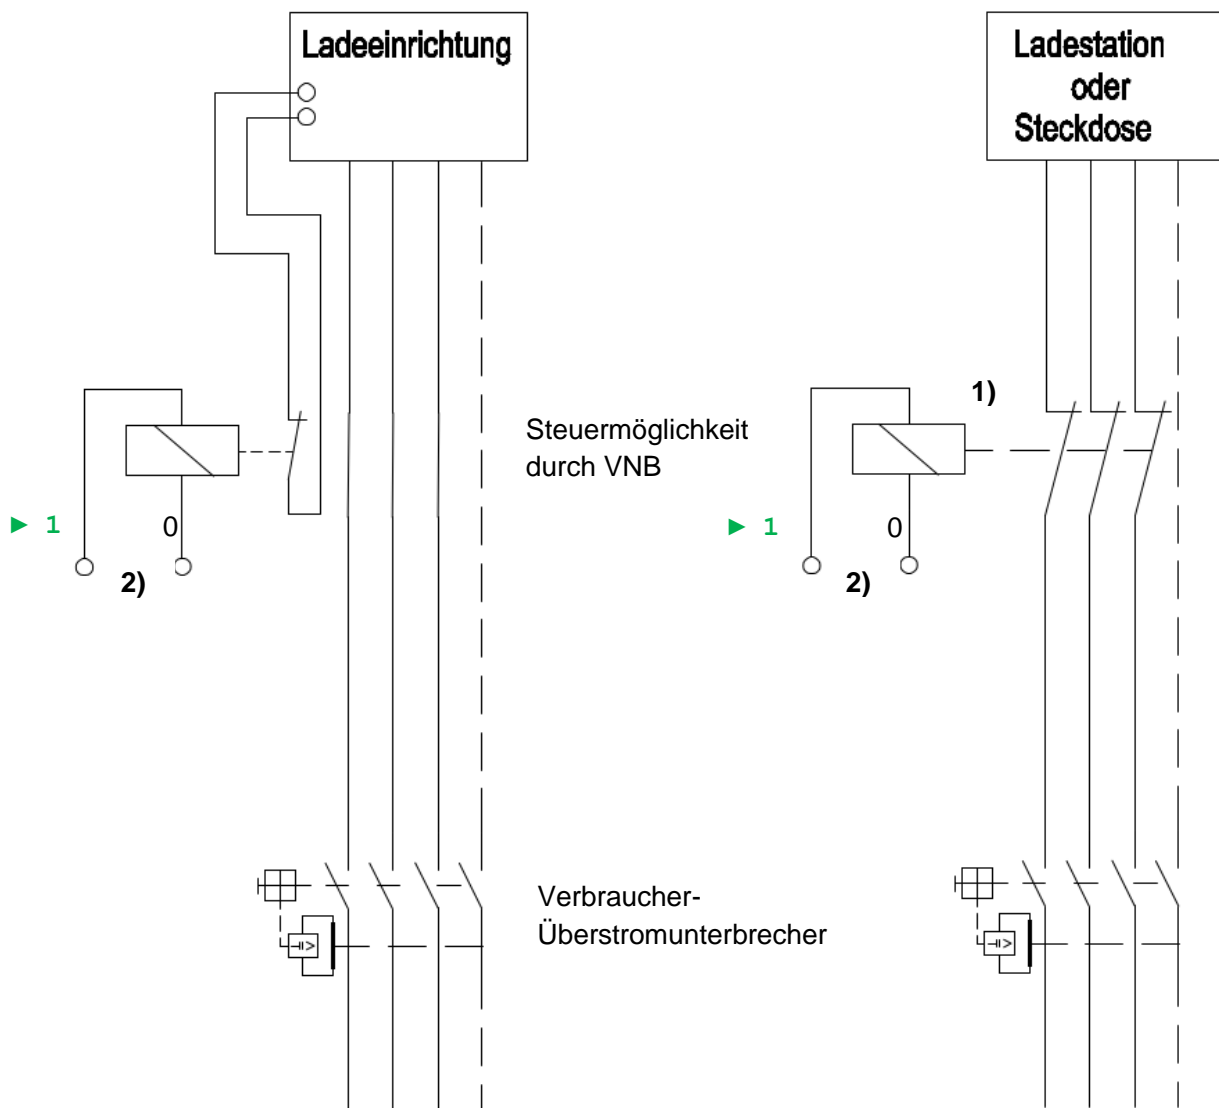 Ladeeinrichtung
Ladestation
oder
Steckdose
1)
Steuermöglichkeit
durch VNB
► 1
0
2)
► 1
0
2)
Verbraucher-
Überstromunterbrecher